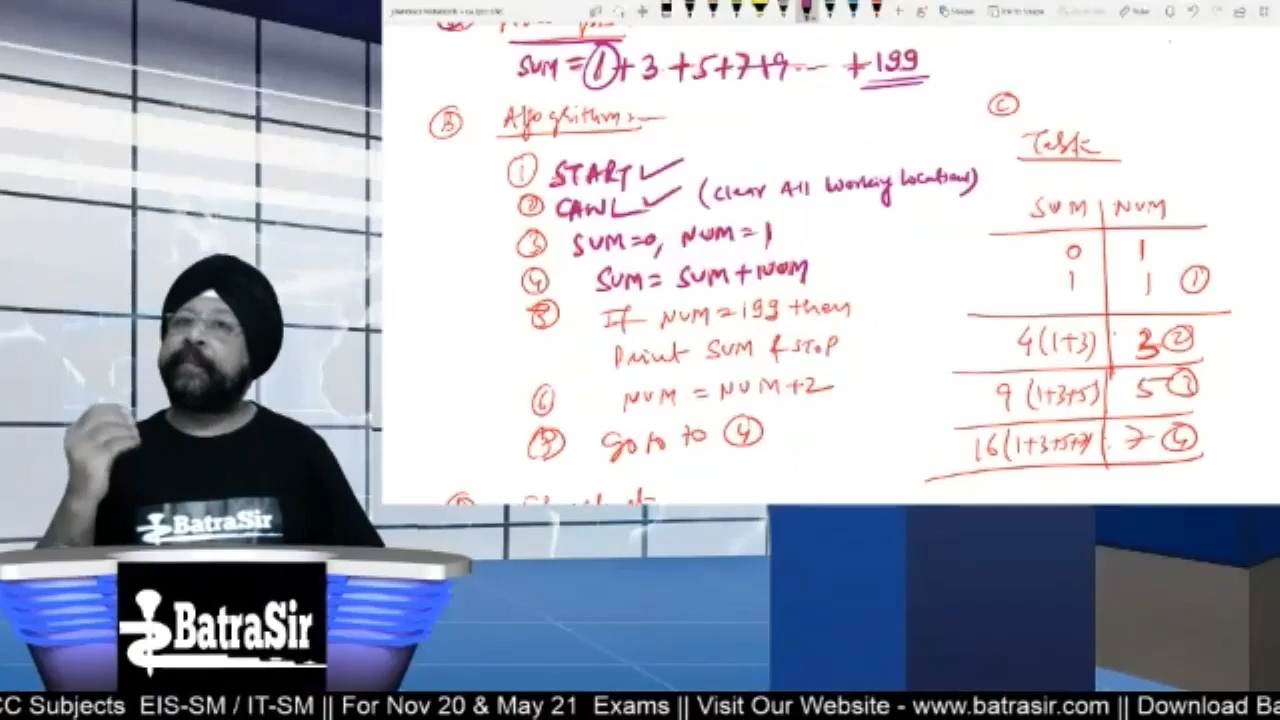 SUM = 1 + 3 + 5 + 7 + 9 ... + 199
B Algorithm :-
1 START ✓
2 CAWL ✓ (Clear All Working Locations)
3 SUM=0, NUM=1
4 SUM = SUM + NUM
5 If NUM = 199 then
Print SUM & STOP
6 NUM = NUM+2
7 Go to 4
C
Table
SUM NUM
0 1
1 1 1
4 (1+3) 3 2
9 (1+3+5) 5 3
16 (1+3+5+7) 7 4
BatraSir
BatraSir
CC Subjects EIS-SM / IT-SM || For Nov 20 & May 21 Exams || Visit Our Website - www.batrasir.com || Download Ba